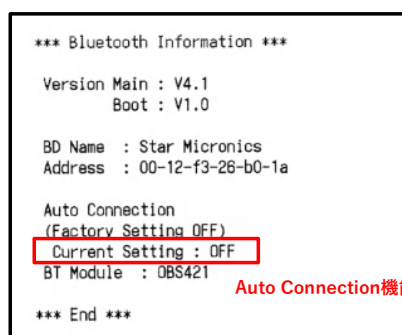 *** Bluetooth Information ***
Version Main : V4.1
Boot : V1.0
BD Name : Star Micronics
Address : 00-12-f3-26-b0-1a
Auto Connection
(Factory Setting OFF)
Current Setting : OFF
BT Module : OBS421
Auto Connection機
*** End ***